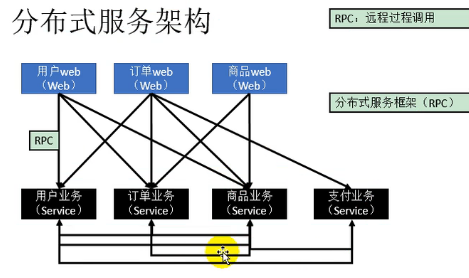 分布式服务架构
RPC：远程过程调用
用户web
（Web）
订单web
（Web）
商品web
（Web）
分布式服务框架（RPC）
RPC
用户业务
（Service）
订单业务
（Service）
商品业务
（Service）
支付业务
（Service）